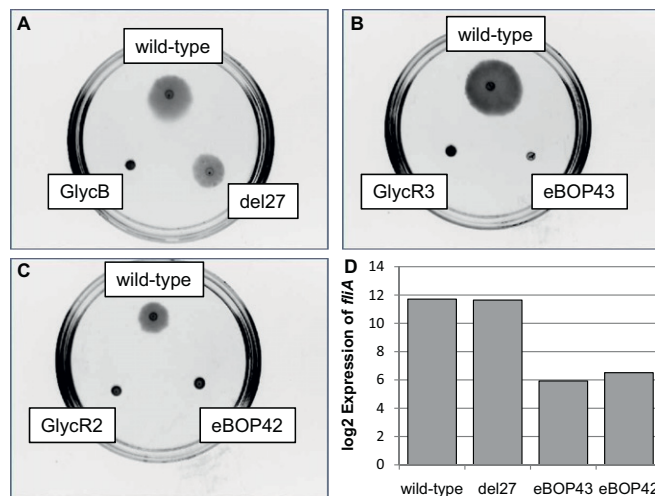 A
wild-type
GlycB
del27
B
wild-type
GlycR3
eBOP43
C
wild-type
GlycR2
eBOP42
D
log2 Expression of fliA
14
12
10
8
6
4
2
0
wild-type del27 eBOP43 eBOP42